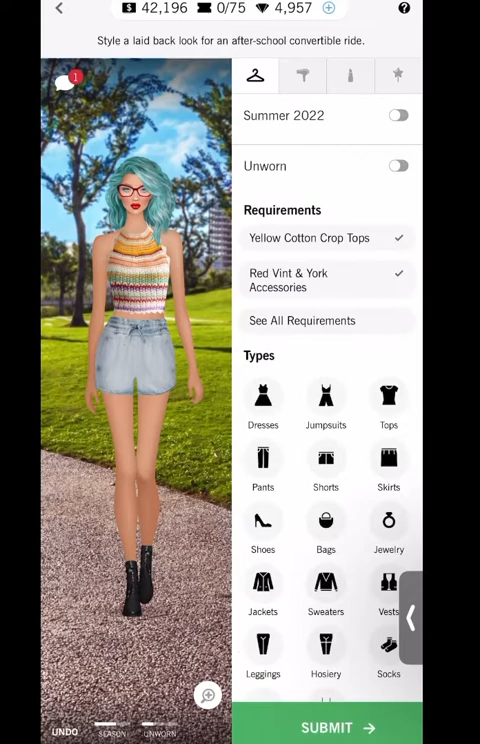 42,196 0/75 4,957
Style a laid back look for an after-school convertible ride.
1
Summer 2022
Unworn
Requirements
Yellow Cotton Crop Tops
Red Vint & York
Accessories
See All Requirements
Types
Dresses Jumpsuits Tops
Pants Shorts Skirts
Shoes Bags Jewelry
Jackets Sweaters Vests
Leggings Hosiery Socks
UNDO SEASON UNWORN
SUBMIT